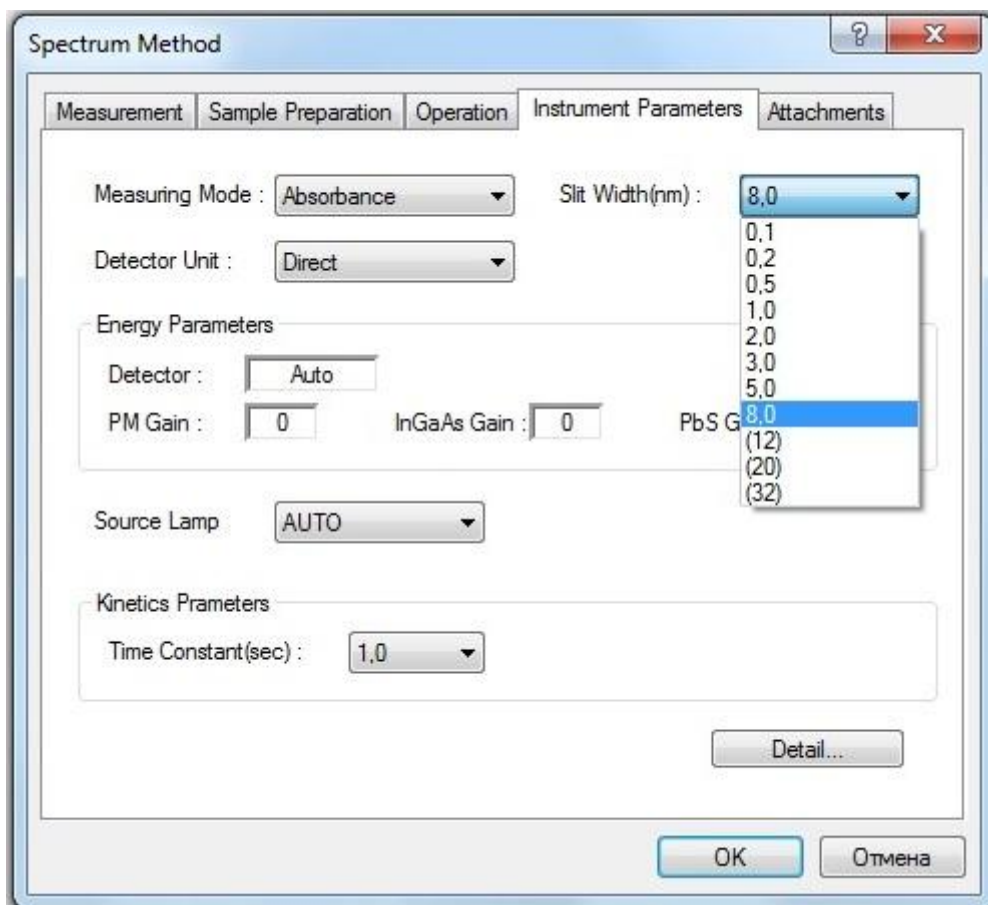 Spectrum Method
Measurement Sample Preparation Operation Instrument Parameters Attachments
Measuring Mode : Absorbance Slit Width(nm) : 8,0
0,1
0,2
Detector Unit : Direct
0,5
1,0
2,0
Energy Parameters
3,0
Detector : Auto
5,0
PM Gain : 0 InGaAs Gain : 0 PbS G
8,0
(12)
(20)
(32)
Source Lamp AUTO
Kinetics Prameters
Time Constant(sec) : 1,0
Detail...
OK Отмена